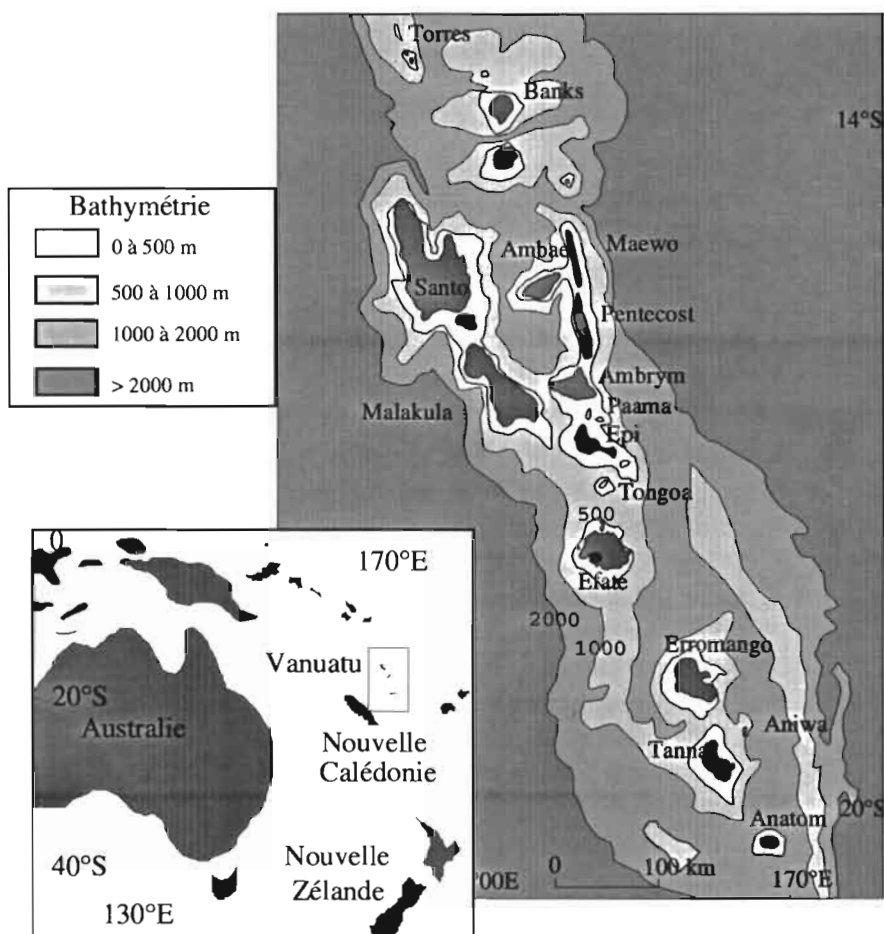 Torres
Banks
14°S
Bathymétrie
0 à 500 m
500 à 1000 m
1000 à 2000 m
> 2000 m
Ambae
Maewo
Santo
Pentecost
Ambrym
Malakula
Paama
Epi
Tongoa
500
Efate
2000
1000
Erromango
Aniwa
Tanna
20°S
Anatom
0
100 km
00E
170°E
0
170°E
Vanuatu
20°S
Australie
Nouvelle
Calédonie
40°S
Nouvelle
Zélande
130°E